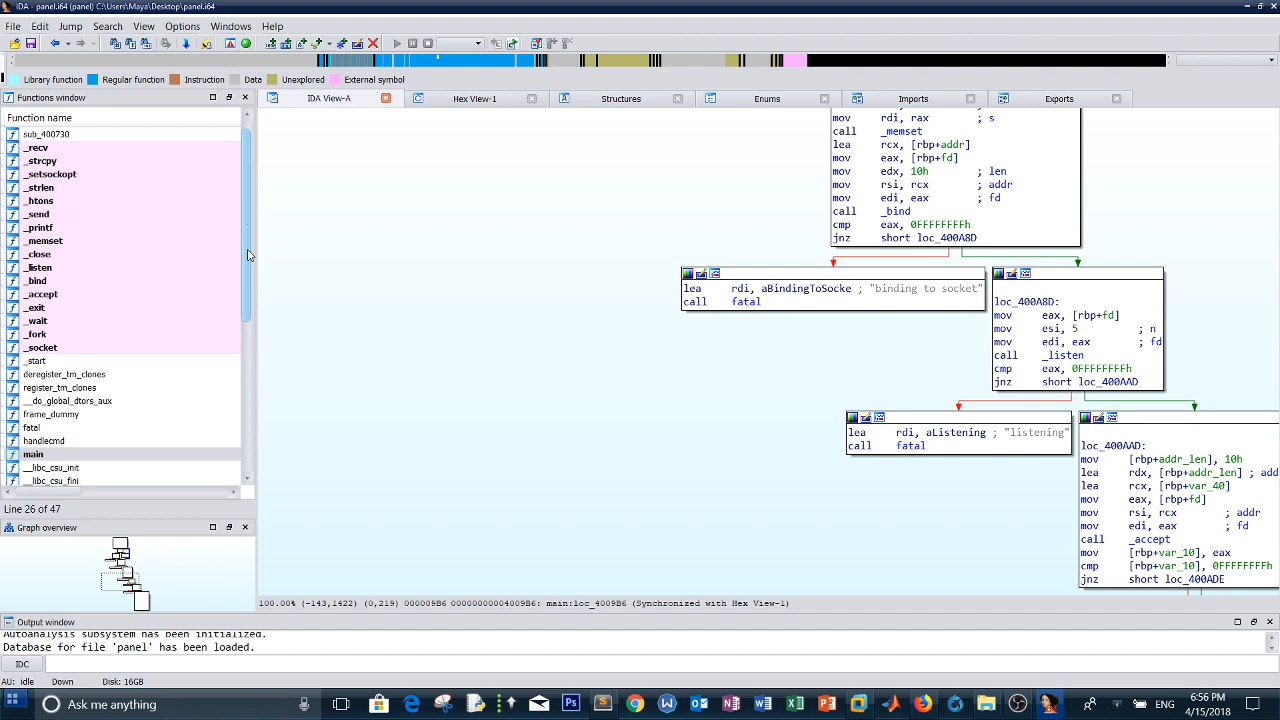 IDA - panel.i64 (panel) C:\Users\Maya\Desktop\panel.i64
File Edit Jump Search View Options Windows Help
Library function Regular function Instruction Data Unexplored External symbol
Functions window
IDA View-A Hex View-1 Structures Enums Imports Exports
Function name
sub_400730
_recv
_strcpy
_setsockopt
_strlen
_htons
_send
_printf
_memset
_close
_listen
_bind
_accept
_exit
_wait
_fork
_socket
_start
deregister_tm_clones
register_tm_clones
__do_global_dtors_aux
frame_dummy
fatal
handlecmd
main
__libc_csu_init
__libc_csu_fini
Line 26 of 47
Graph overview
mov rdi, rax ; s
call _memset
lea rcx, [rbp+addr]
mov eax, [rbp+fd]
mov edx, 10h ; len
mov rsi, rcx ; addr
mov edi, eax ; fd
call _bind
cmp eax, 0FFFFFFFFh
jnz short loc_400A8D
lea rdi, aBindingToSocke ; "binding to socket"
call fatal
loc_400A8D:
mov eax, [rbp+fd]
mov esi, 5 ; n
mov edi, eax ; fd
call _listen
cmp eax, 0FFFFFFFFh
jnz short loc_400AAD
lea rdi, aListening ; "listening"
call fatal
loc_400AAD:
mov [rbp+addr_len], 10h
lea rdx, [rbp+addr_len] ; add
lea rcx, [rbp+var_40]
mov eax, [rbp+fd]
mov rsi, rcx ; addr
mov edi, eax ; fd
call _accept
mov [rbp+var_10], eax
cmp [rbp+var_10], 0FFFFFFFFh
jnz short loc_400ADE
100.00% (-143,1422) (0,219) 000009B6 00000000004009B6: main:loc_4009B6 (Synchronized with Hex View-1)
Output window
Autoanalysis subsystem has been initialized.
Database for file 'panel' has been loaded.
IDC
AU: idle Down Disk: 16GB
Ask me anything
ENG
6:56 PM
4/15/2018